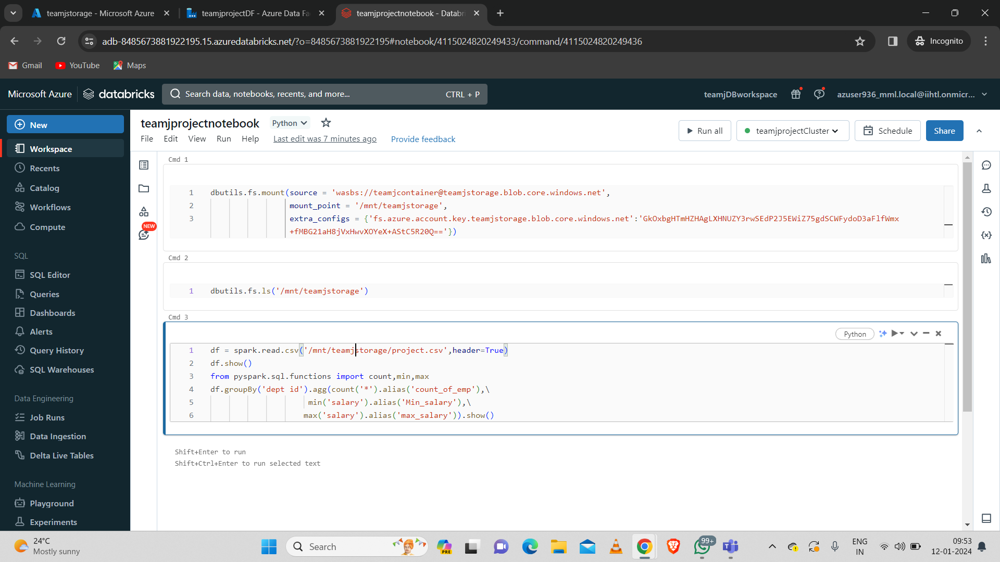 teamjstorage - Microsoft Azure
teamjprojectDF - Azure Data Fa
teamjprojectnotebook - Databri
adb-8485673881922195.15.azuredatabricks.net/?o=8485673881922195#notebook/4115024820249433/command/4115024820249436
Incognito
Gmail
YouTube
Maps
Microsoft Azure
databricks
Search data, notebooks, recents, and more...
CTRL + P
teamjDBworkspace
azuser936_mml.local@iihtl.onmicr...
New
Workspace
Recents
Catalog
Workflows
Compute
SQL
SQL Editor
Queries
Dashboards
Alerts
Query History
SQL Warehouses
Data Engineering
Job Runs
Data Ingestion
Delta Live Tables
Machine Learning
Playground
Experiments
teamjprojectnotebook
Python
File Edit View Run Help
Last edit was 7 minutes ago
Provide feedback
Run all
teamjprojectCluster
Schedule
Share
NEW
Cmd 1
1 dbutils.fs.mount(source = 'wasbs://teamjcontainer@teamjstorage.blob.core.windows.net',
2 mount_point = '/mnt/teamjstorage',
3 extra_configs = {'fs.azure.account.key.teamjstorage.blob.core.windows.net':'GkOxbgHTmHZHAgLXHNUZY3rwSEdP2J5EWiZ75gdSCWFydoD3aFlfWmx
+fMBG21aH8jVxHwvXOYeX+AStC5R20Q=='})
Cmd 2
1 dbutils.fs.ls('/mnt/teamjstorage')
Cmd 3
Python
1 df = spark.read.csv('/mnt/teamjstorage/project.csv',header=True)
2 df.show()
3 from pyspark.sql.functions import count,min,max
4 df.groupBy('dept id').agg(count('*').alias('count_of_emp'),\
5 min('salary').alias('Min_salary'),\
6 max('salary').alias('max_salary')).show()
Shift+Enter to run
Shift+Ctrl+Enter to run selected text
24°C
Mostly sunny
Search
PRE
99+
ENG
IN
09:53
12-01-2024